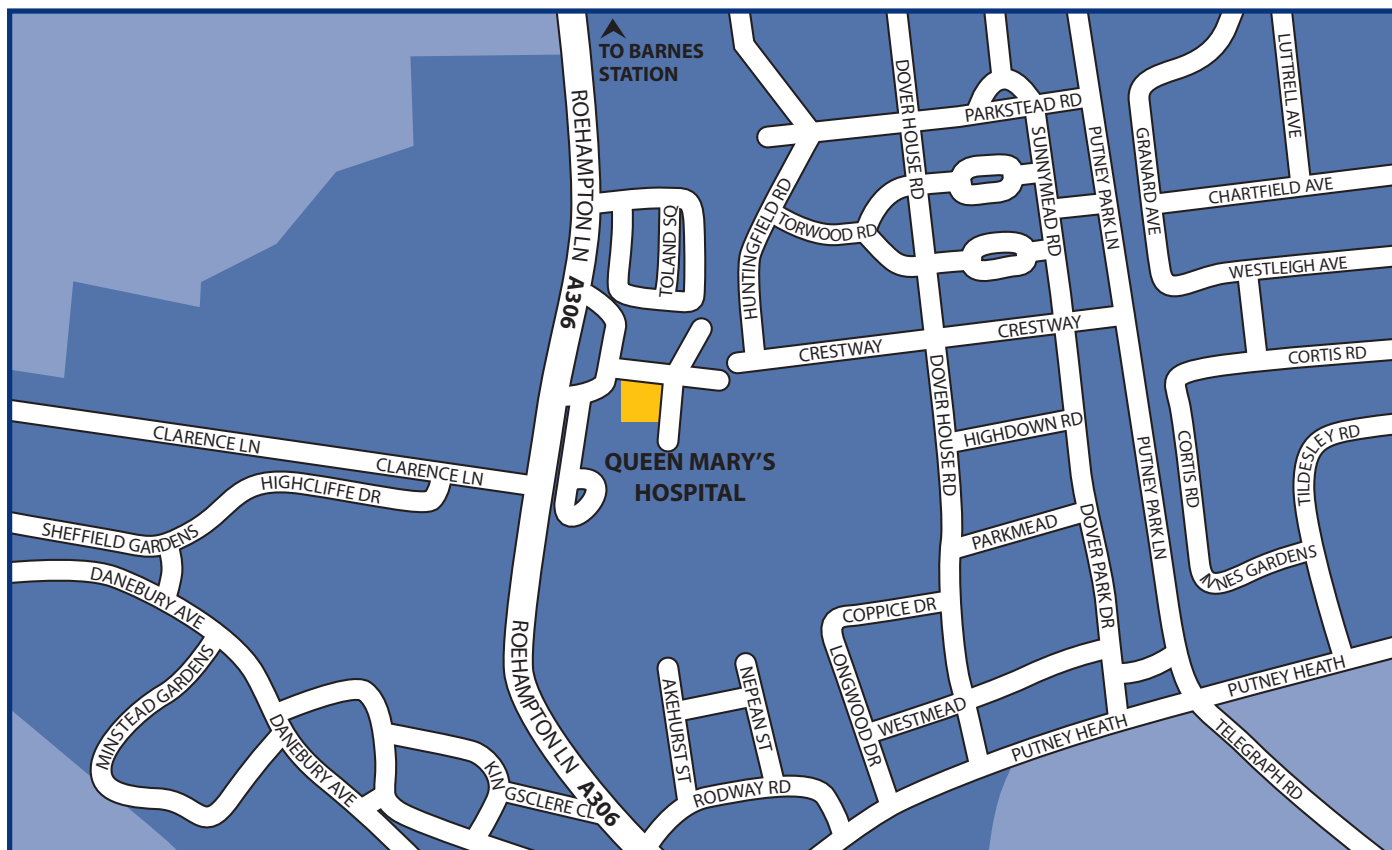 TO BARNES
STATION
ROEHAMPTON LN
A306
TOLAND SQ
HUNTINGFIELD RD
TORWOOD RD
DOVER HOUSE RD
PARKSTEAD RD
SUNNYMEAD RD
PUTNEY PARK LN
GRANARD AVE
LUTTRELL AVE
CHARTFIELD AVE
WESTLEIGH AVE
CRESTWAY
CRESTWAY
CORTIS RD
CLARENCE LN
CLARENCE LN
HIGHCLIFFE DR
SHEFFIELD GARDENS
DANEBURY AVE
QUEEN MARY'S
HOSPITAL
DOVER HOUSE RD
HIGHDOWN RD
PUTNEY PARK LN
CORTIS RD
TILDESLEY RD
PARKMEAD
DOVER PARK DR
INNES GARDENS
COPPICE DR
LONGWOOD DR
WESTMEAD
MINSTEAD GARDENS
DANEBURY AVE
ROEHAMPTON LN
A306
KINGSCLERE CL
AKEHURST ST
NEPEAN ST
RODWAY RD
PUTNEY HEATH
PUTNEY HEATH
TELEGRAPH RD